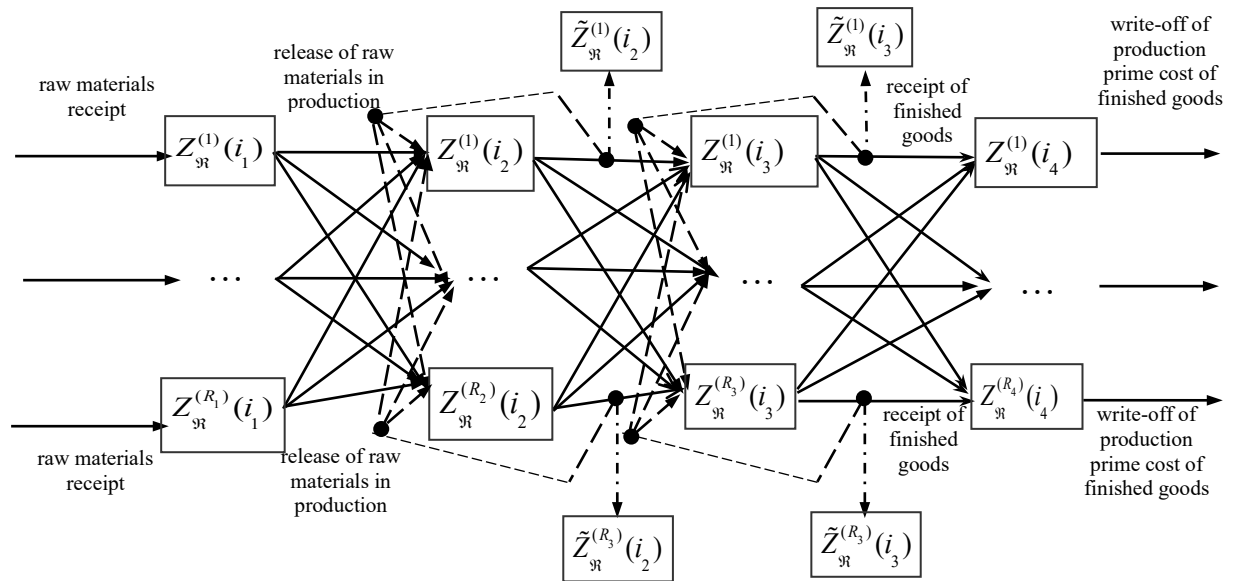 Z̃_ℜ^(1)(i_2)
Z̃_ℜ^(1)(i_3)
write-off of
production
prime cost of
finished goods
release of raw
materials in
production
raw materials
receipt
receipt of
finished
goods
Z_ℜ^(1)(i_1)
Z_ℜ^(1)(i_2)
Z_ℜ^(1)(i_3)
Z_ℜ^(1)(i_4)
...
...
...
...
Z_ℜ^(R_1)(i_1)
Z_ℜ^(R_2)(i_2)
Z_ℜ^(R_3)(i_3)
Z_ℜ^(R_4)(i_4)
raw materials
receipt
release of raw
materials in
production
receipt of
finished
goods
write-off of
production
prime cost of
finished goods
Z̃_ℜ^(R_3)(i_2)
Z̃_ℜ^(R_3)(i_3)